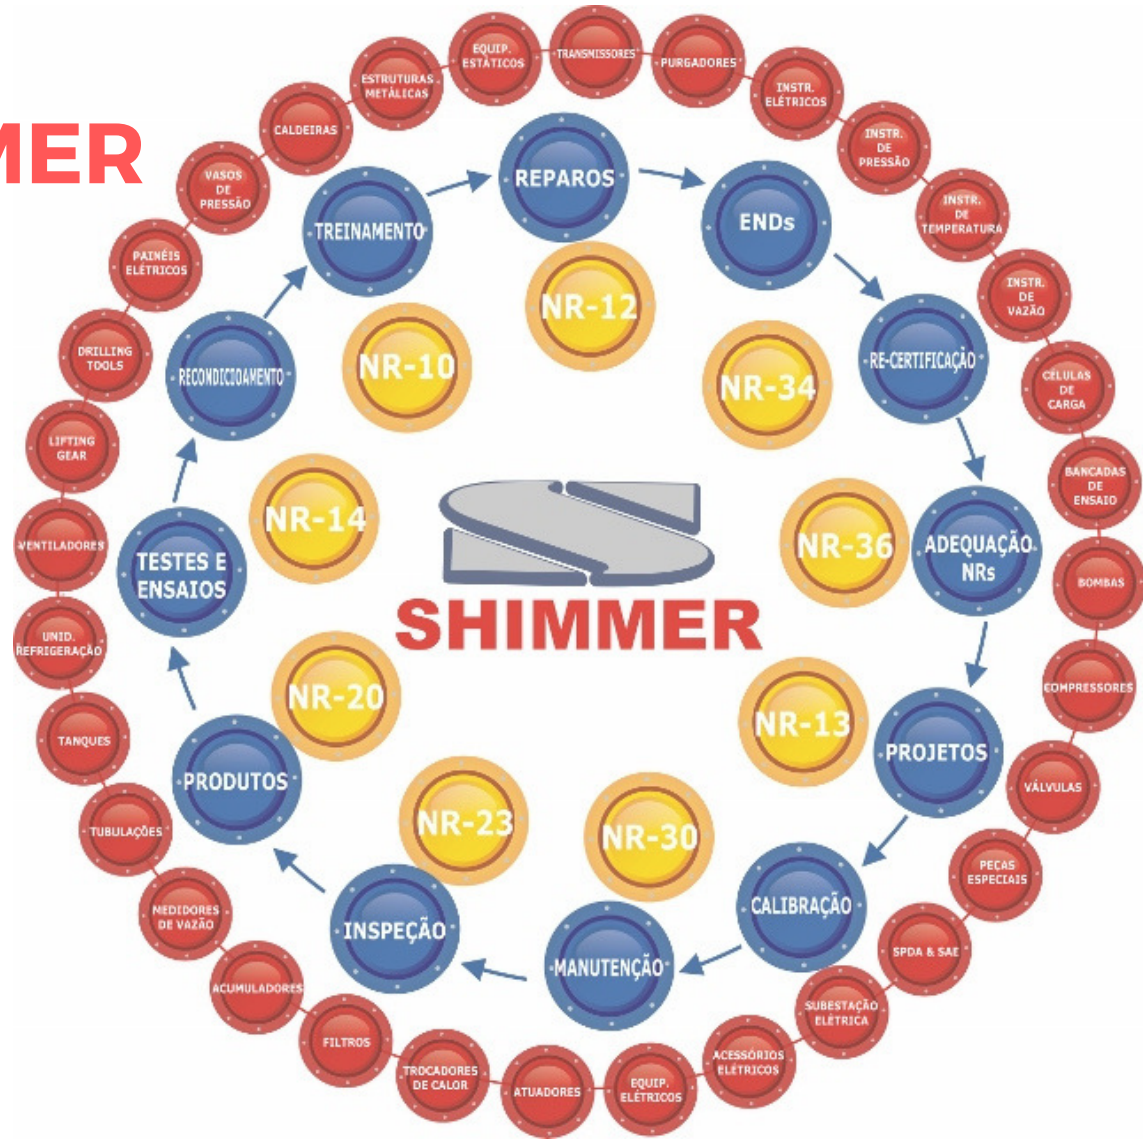 MER
EQUIP.
ESTÁTICOS
TRANSMISSORES
PURGADORES
INSTR.
ELÉTRICOS
INSTR.
DE
PRESSÃO
INSTR.
DE
TEMPERATURA
INSTR.
DE
VAZÃO
CÉLULAS
DE
CARGA
BANCADAS
DE
ENSAIO
BOMBAS
COMPRESSORES
VÁLVULAS
PEÇAS
ESPECIAIS
SPDA & SAE
SUBESTAÇÃO
ELÉTRICA
ACESSÓRIOS
ELÉTRICOS
EQUIP.
ELÉTRICOS
ATUADORES
TROCADORES
DE CALOR
FILTROS
ACUMULADORES
MEDIDORES
DE VAZÃO
TUBULAÇÕES
TANQUES
UNID.
REFRIGERAÇÃO
VENTILADORES
LIFTING
GEAR
DRILLING
TOOLS
PAINÉIS
ELÉTRICOS
VASOS
DE
PRESSÃO
CALDEIRAS
ESTRUTURAS
METÁLICAS
REPAROS
ENDs
RE-CERTIFICAÇÃO
ADEQUAÇÃO
NRs
PROJETOS
CALIBRAÇÃO
MANUTENÇÃO
INSPEÇÃO
PRODUTOS
TESTES E
ENSAIOS
RECONDICIOAMENTO
TREINAMENTO
NR-12
NR-34
NR-36
NR-13
NR-30
NR-23
NR-20
NR-14
NR-10
SHIMMER